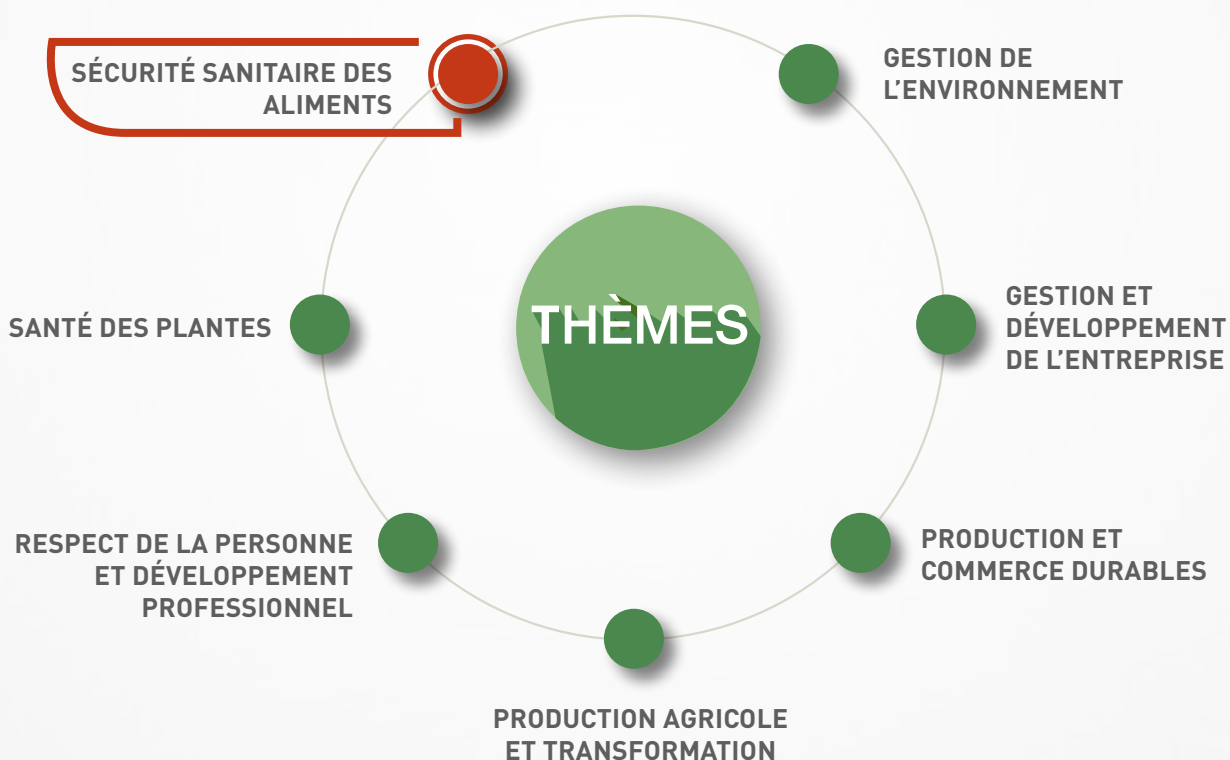 SÉCURITÉ SANITAIRE DES
ALIMENTS
GESTION DE
L'ENVIRONNEMENT
THÈMES
SANTÉ DES PLANTES
GESTION ET
DÉVELOPPEMENT
DE L'ENTREPRISE
RESPECT DE LA PERSONNE
ET DÉVELOPPEMENT
PROFESSIONNEL
PRODUCTION ET
COMMERCE DURABLES
PRODUCTION AGRICOLE
ET TRANSFORMATION